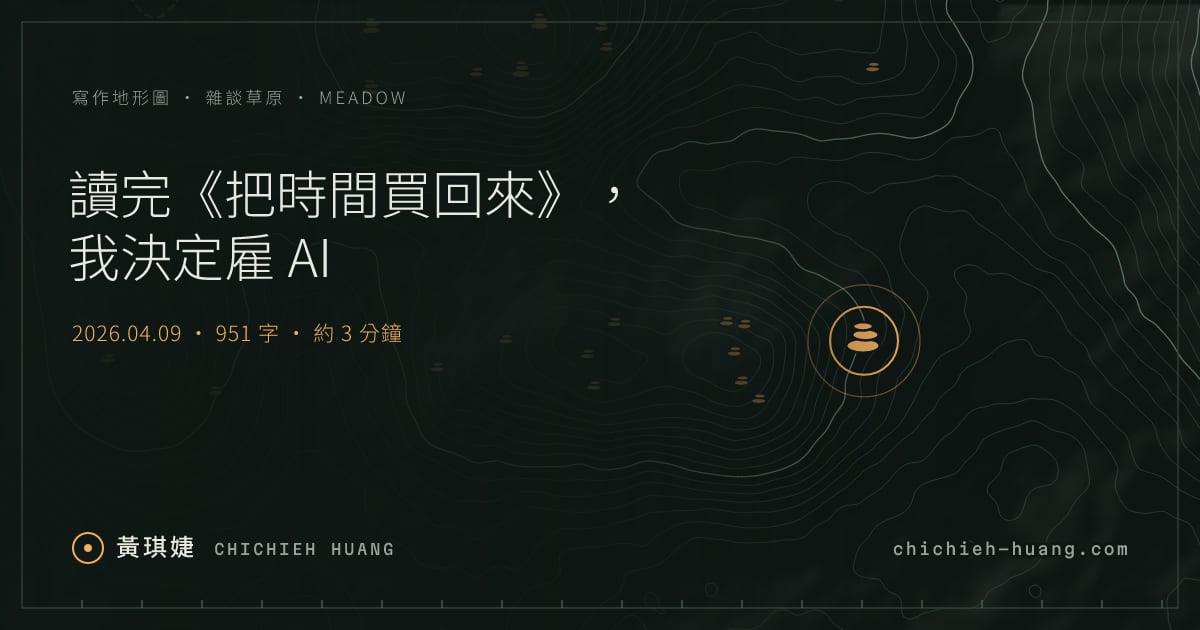 寫作地形圖 · 雜談草原 · MEADOW
讀完《把時間買回來》，
我決定雇 AI
2026.04.09 · 951 字 · 約 3 分鐘
黃琪婕 CHICHIEH HUANG
chichieh-huang.com